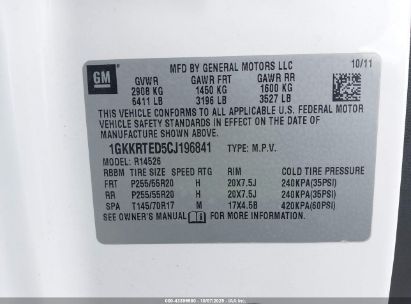 GM
MFD BY GENERAL MOTORS LLC
10/11
GVWR GAWR FRT GAWR RR
2908 KG 1450 KG 1600 KG
6411 LB 3196 LB 3527 LB
THIS VEHICLE CONFORMS TO ALL APPLICABLE U.S. FEDERAL MOTOR
VEHICLE SAFETY AND THEFT PREVENTION STANDARDS IN EFFECT ON THE DATE
OF MANUFACTURE SHOWN ABOVE.
1GKKRTED5CJ196841 TYPE: M.P.V.
MODEL: R14526
RBBM TIRE SIZE SPEED RTG RIM COLD TIRE PRESSURE
FRT P255/55R20 H 20X7.5J 240KPA(35PSI)
RR P255/55R20 H 20X7.5J 240KPA(35PSI)
SPA T145/70R17 M 17X4.5B 420KPA(60PSI)
SEE OWNER'S MANUAL FOR MORE INFORMATION.